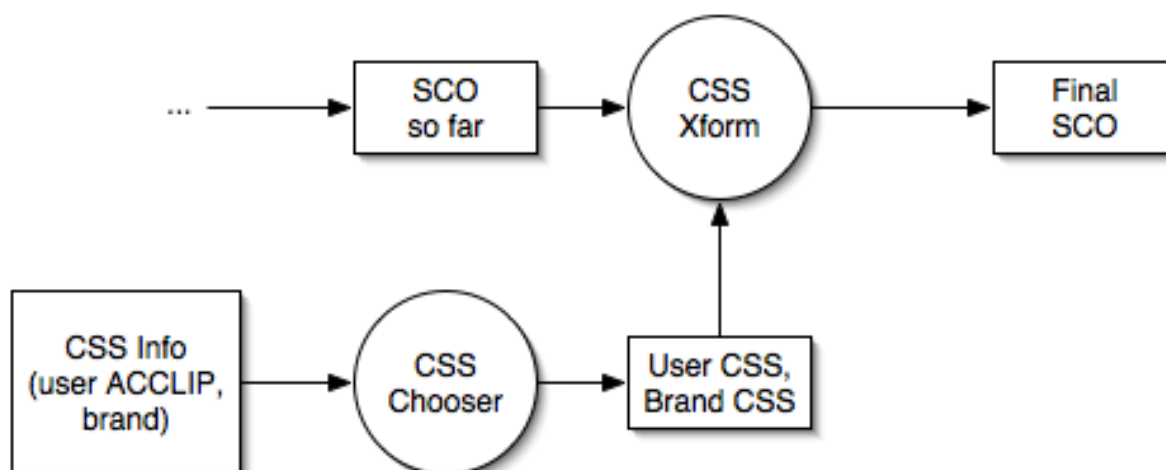 ...
SCO
so far
CSS
Xform
Final
SCO
CSS Info
(user ACCLIP,
brand)
CSS
Chooser
User CSS,
Brand CSS